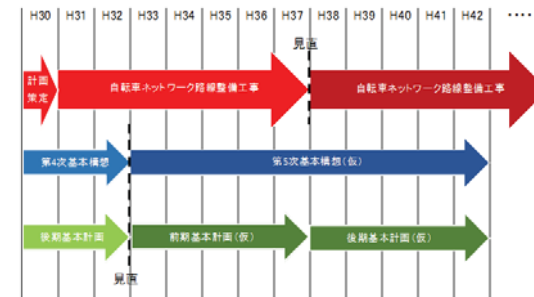 H30 H31 H32 H33 H34 H35 H36 H37 H38 H39 H40 H41 H42 ‥‥
見直
計画
策定
自転車ネットワーク路線整備工事
自転車ネットワーク路線整備工事
第4次基本構想
第5次基本構想(仮)
後期基本計画
前期基本計画(仮)
後期基本計画(仮)
見直